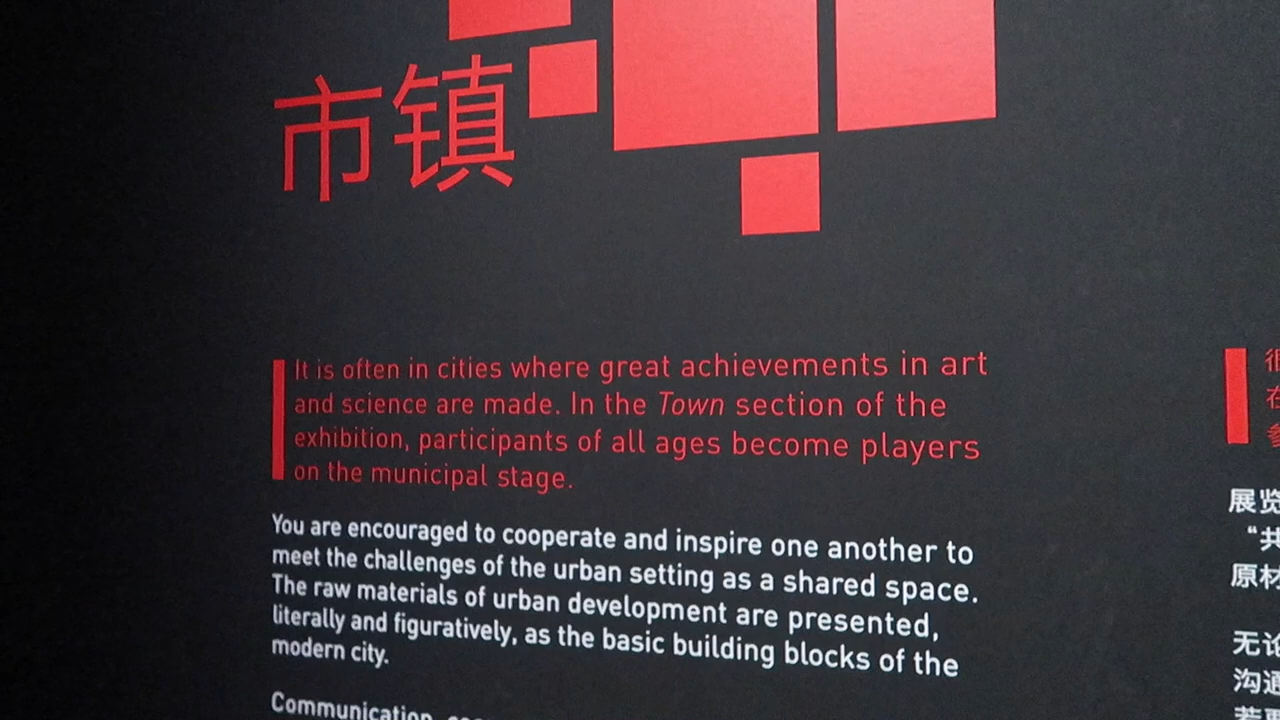 市镇
It is often in cities where great achievements in art
and science are made. In the Town section of the
exhibition, participants of all ages become players
on the municipal stage.
You are encouraged to cooperate and inspire one another to
meet the challenges of the urban setting as a shared space.
The raw materials of urban development are presented,
literally and figuratively, as the basic building blocks of the
modern city.
Communication,
很
在
展览
“共
原材
无论
沟通